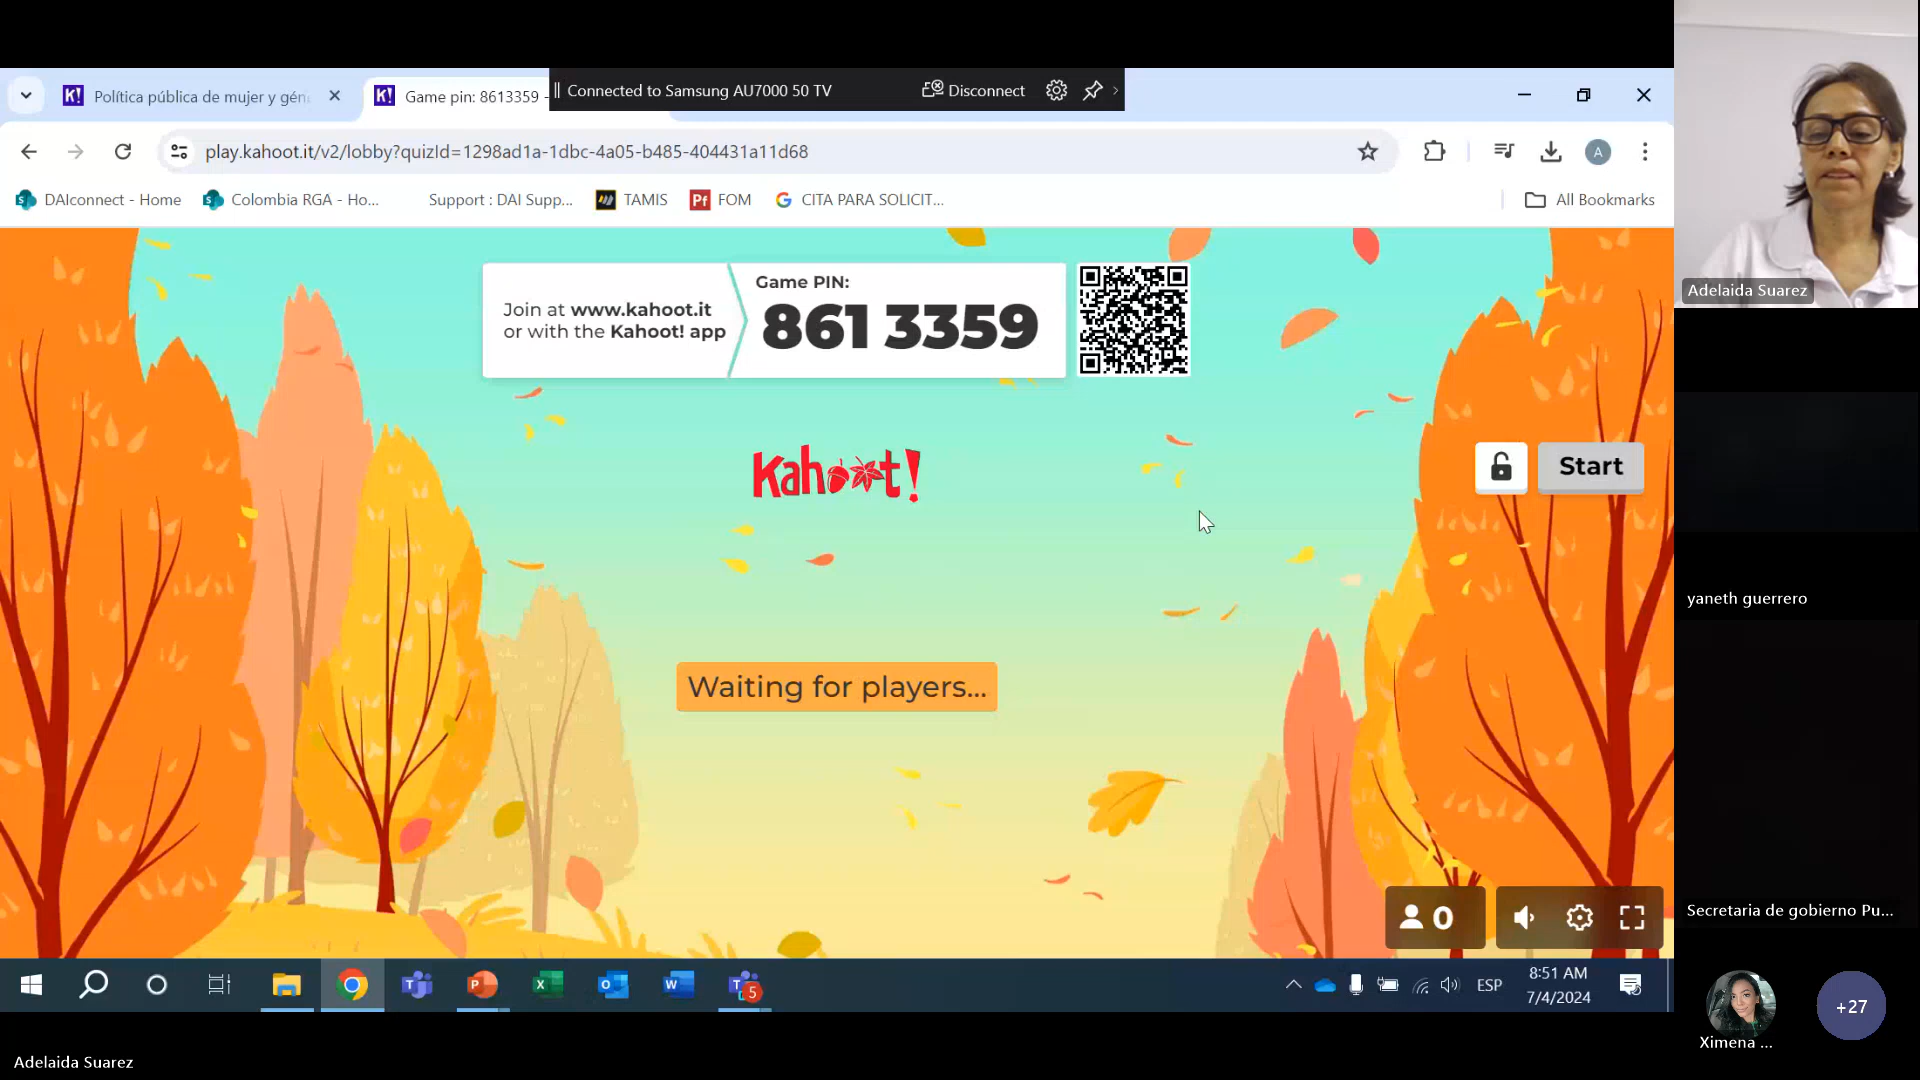 Política pública de mujer y gén
Game pin: 8613359 -
Connected to Samsung AU7000 50 TV
Disconnect
play.kahoot.it/v2/lobby?quizId=1298ad1a-1dbc-4a05-b485-404431a11d68
A
DAIconnect - Home
Colombia RGA - Ho...
Support : DAI Supp...
TAMIS
Pf FOM
CITA PARA SOLICIT...
All Bookmarks
Join at www.kahoot.it
or with the Kahoot! app
Game PIN:
861 3359
Kahoot!
Start
Waiting for players...
0
ESP
8:51 AM
7/4/2024
5
Adelaida Suarez
yaneth guerrero
Secretaria de gobierno Pu...
Ximena ...
+27
Adelaida Suarez